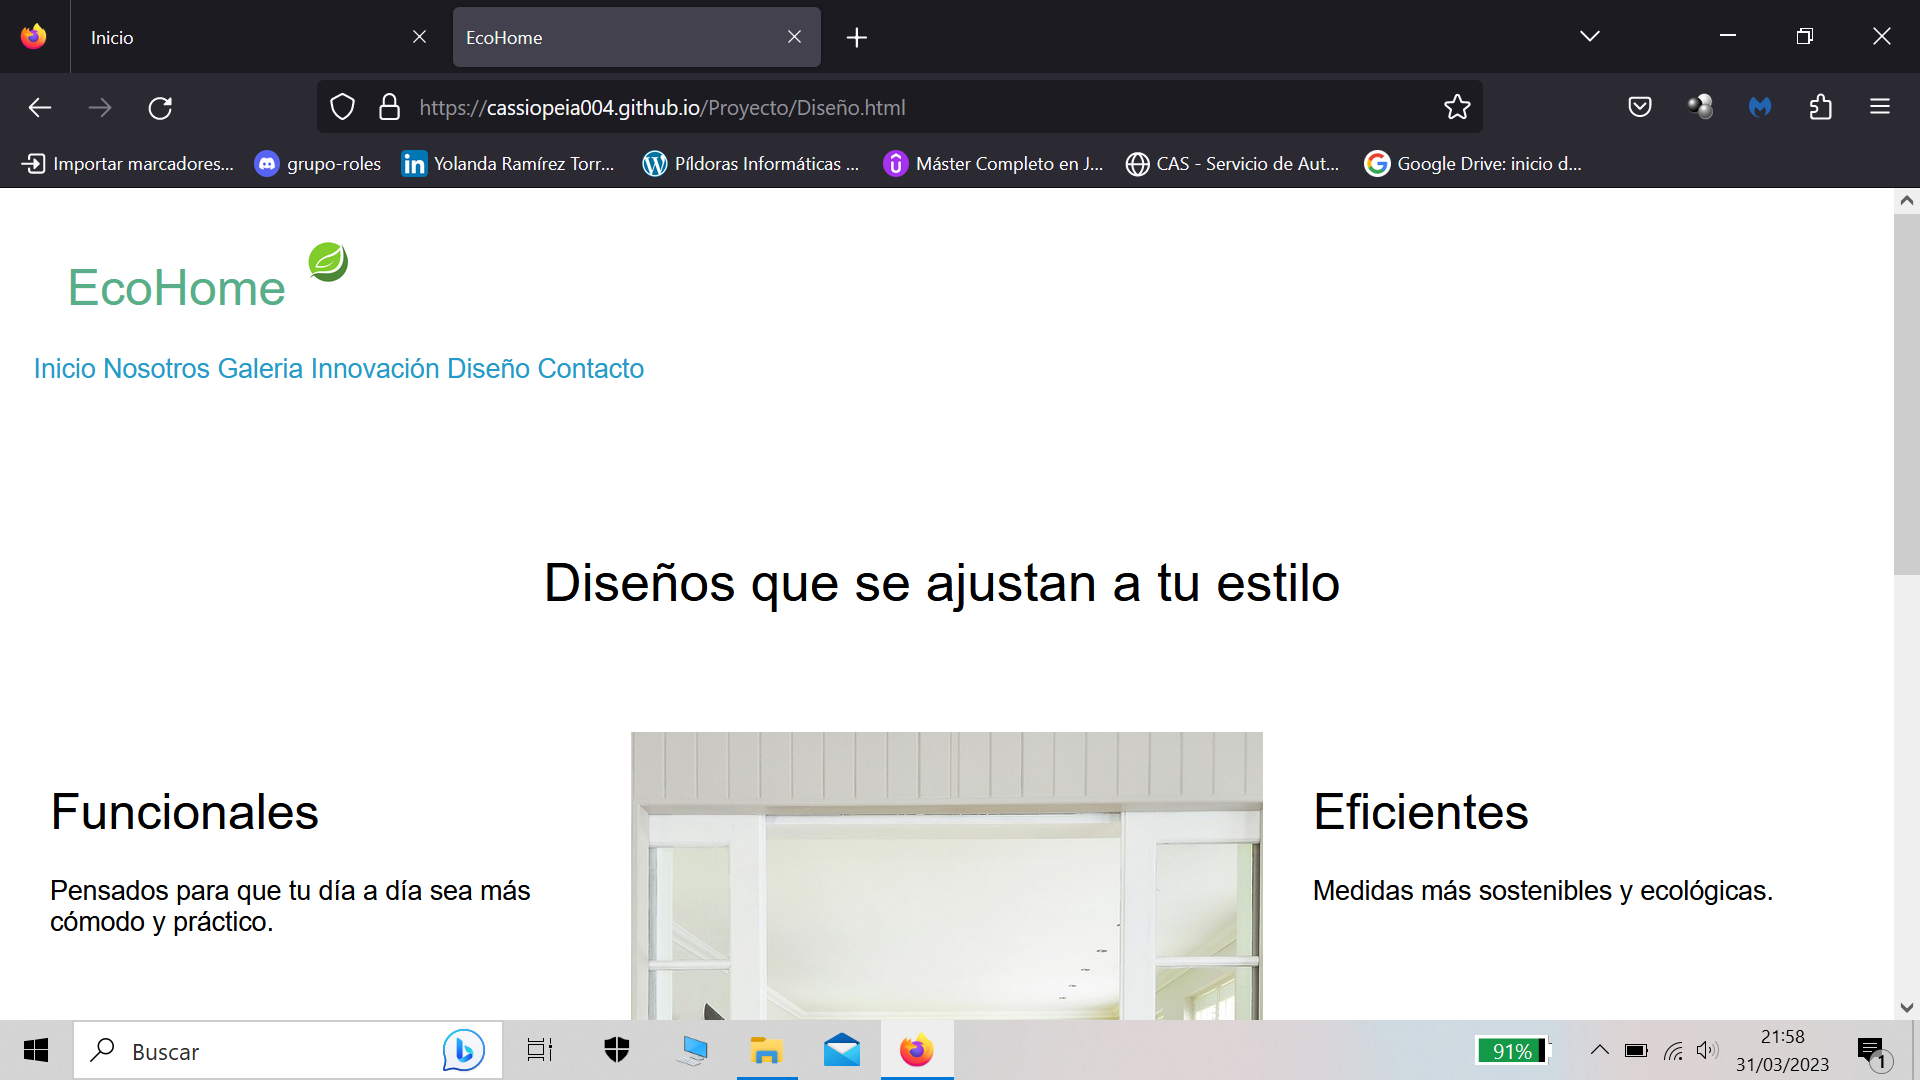 Inicio
EcoHome
https://cassiopeia004.github.io/Proyecto/Diseño.html
Importar marcadores...
grupo-roles
Yolanda Ramírez Torr...
Píldoras Informáticas ...
Máster Completo en J...
CAS - Servicio de Aut...
Google Drive: inicio d...
EcoHome
Inicio Nosotros Galeria Innovación Diseño Contacto
Diseños que se ajustan a tu estilo
Funcionales
Pensados para que tu día a día sea más
cómodo y práctico.
Eficientes
Medidas más sostenibles y ecológicas.
Buscar
91%
21:58
31/03/2023
1